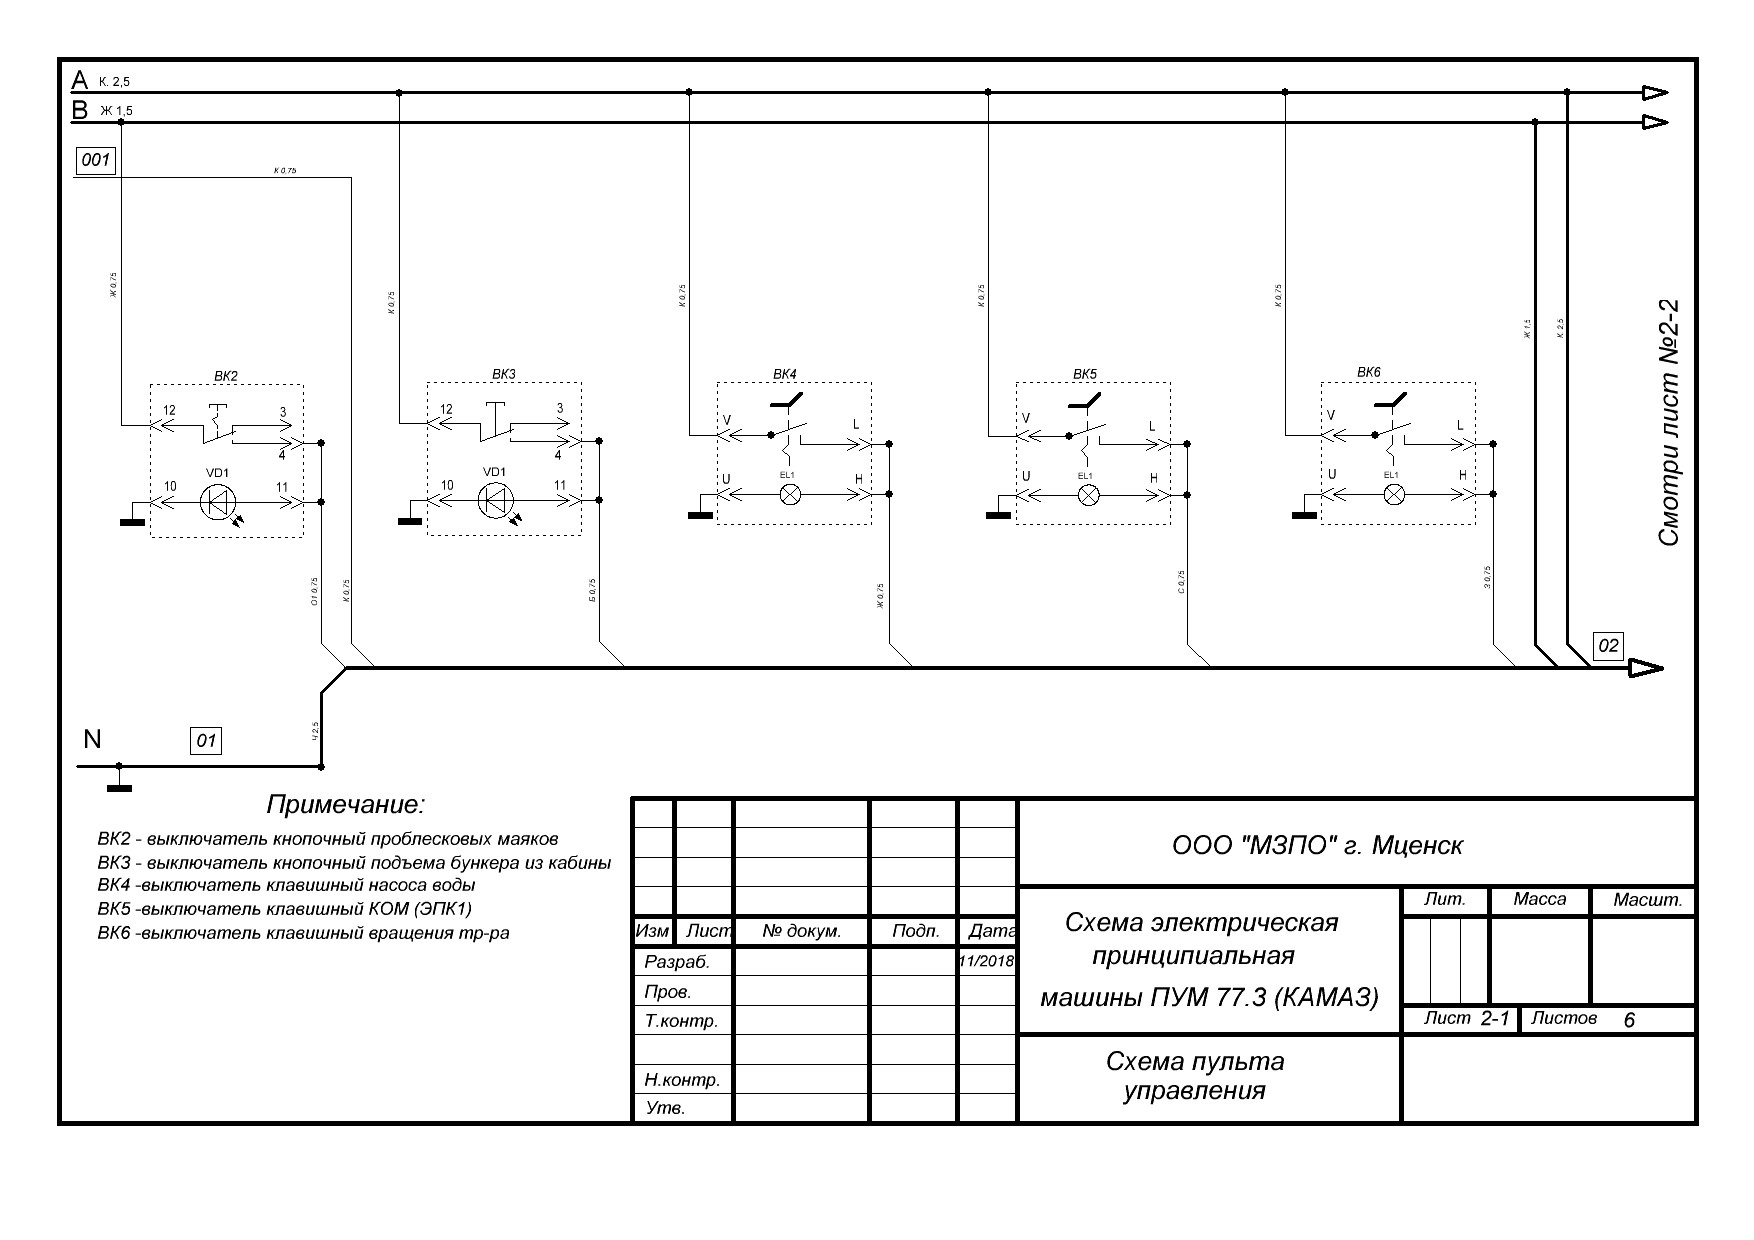 А К. 2,5
В Ж 1,5
001
К 0,75
Ж 0,75
К 0,75
К 0,75
К 0,75
К 0,75
Ж 1,5
К 2,5
Смотри лист №2-2
ВК2
12
3
4
VD1
10
11
ВК3
12
3
4
VD1
10
11
ВК4
V
L
EL1
U
H
ВК5
V
L
EL1
U
H
ВК6
V
L
EL1
U
H
О1 0,75
К 0,75
Б 0,75
Ж 0,75
С 0,75
З 0,75
02
Ч 2,5
N
01
Примечание:
ВК2 - выключатель кнопочный проблесковых маяков
ВК3 - выключатель кнопочный подъема бункера из кабины
ВК4 -выключатель клавишный насоса воды
ВК5 -выключатель клавишный КОМ (ЭПК1)
ВК6 -выключатель клавишный вращения тр-ра
ООО "МЗПО" г. Мценск
Изм Лист № докум. Подп. Дата
Разраб. 11/2018
Пров.
Т.контр.
Н.контр.
Утв.
Схема электрическая
принципиальная
машины ПУМ 77.3 (КАМАЗ)
Лит. Масса Масшт.
Лист 2-1 Листов 6
Схема пульта
управления